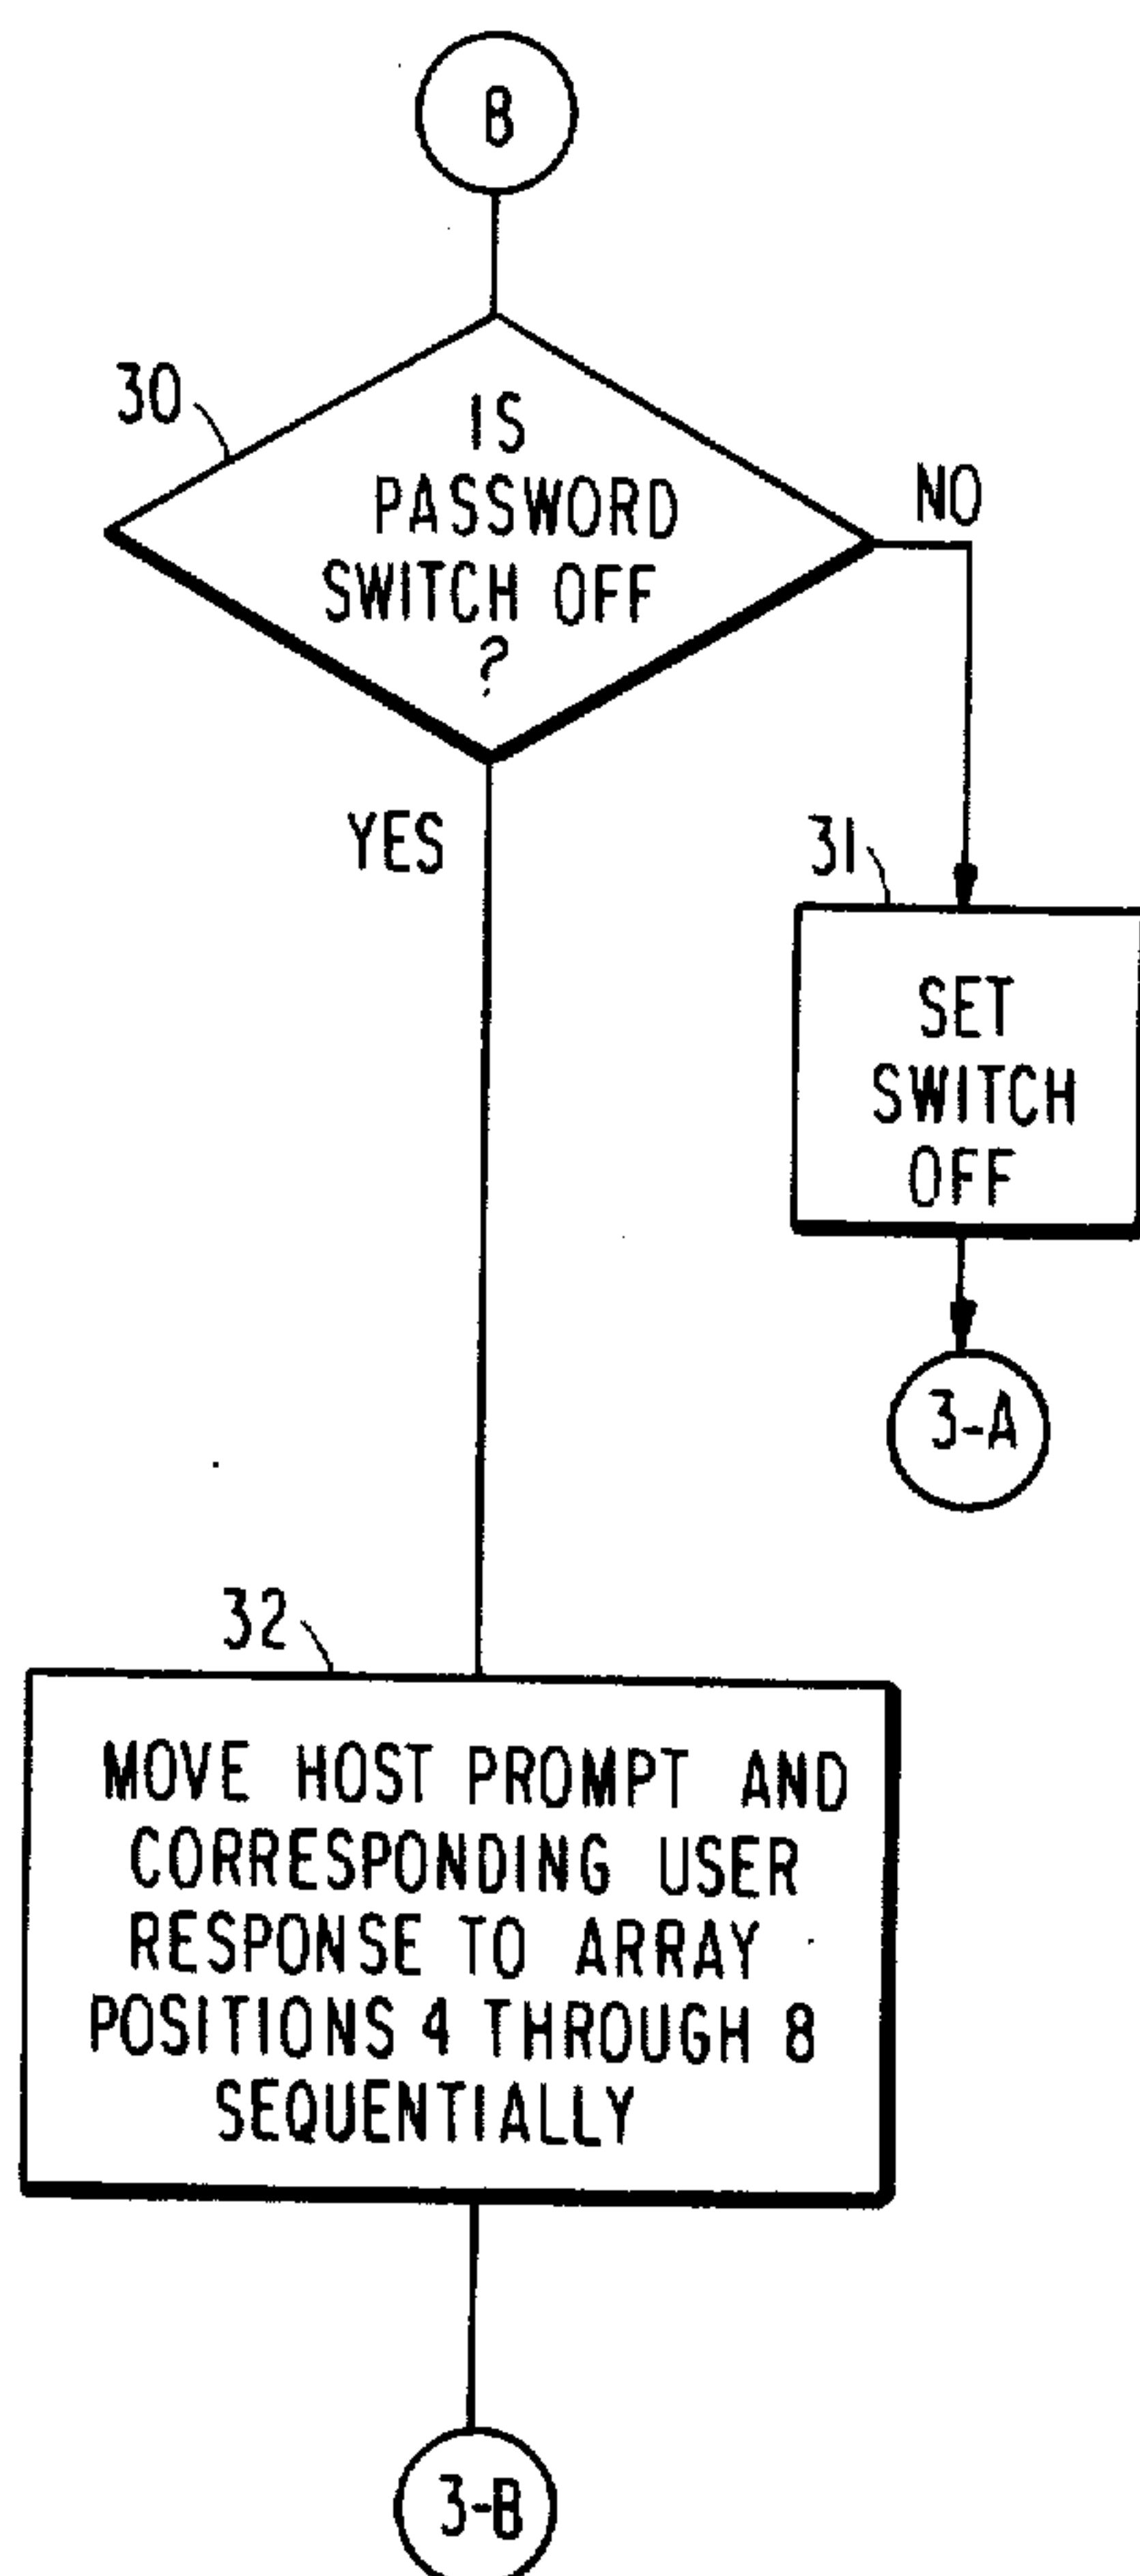 B
30
IS
PASSWORD
SWITCH OFF
?
NO
YES
31
SET
SWITCH
OFF
3-A
32
MOVE HOST PROMPT AND
CORRESPONDING USER
RESPONSE TO ARRAY
POSITIONS 4 THROUGH 8
SEQUENTIALLY
3-B